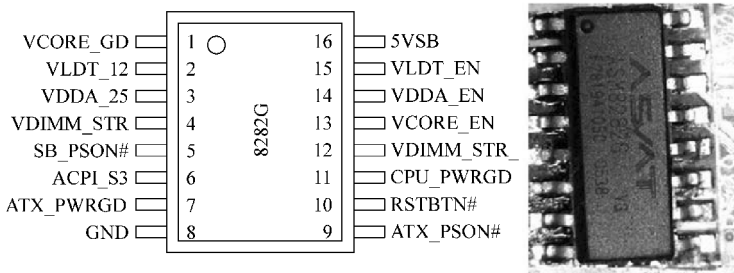 VCORE_GD 1 16 5VSB
VLDT_12 2 15 VLDT_EN
VDDA_25 3 14 VDDA_EN
VDIMM_STR 4 13 VCORE_EN
SB_PSON# 5 12 VDIMM_STR_
ACPI_S3 6 11 CPU_PWRGD
ATX_PWRGD 7 10 RSTBTN#
GND 8 9 ATX_PSON#
8282G